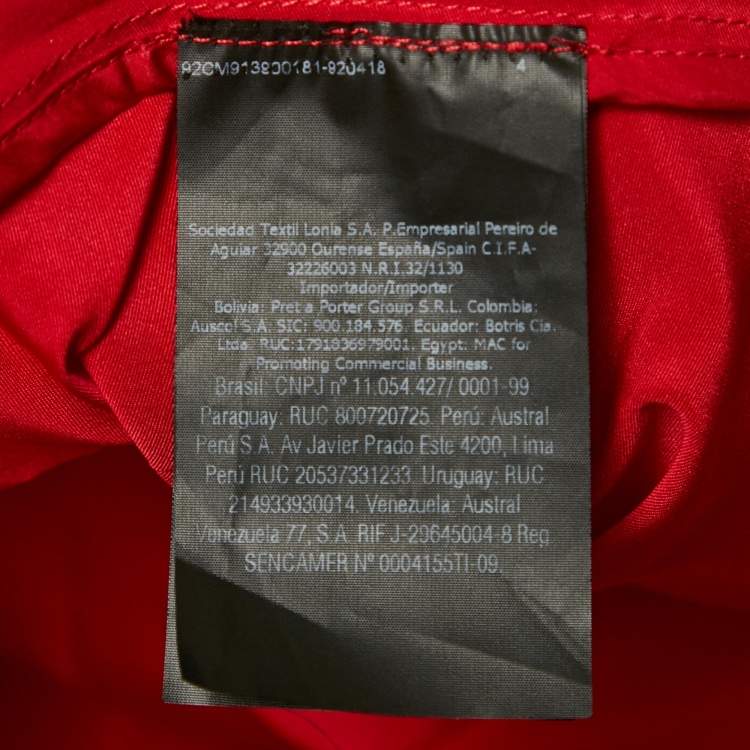 92CM913900181-920418 4
Sociedad Textil Lonia S.A. P.Empresarial Pereiro de
Aguiar 32900 Ourense España/Spain C.I.F.A-
32226003 N.R.I.32/1130
Importador/Importer
Bolivia: Pret a Porter Group S.R.L. Colombia:
Auscol S.A. SIC: 900.184.576. Ecuador: Botris Cia.
Ltda. RUC:1791836979001. Egypt. MAC for
Promoting Commercial Business.
Brasil: CNPJ nº 11.054.427/ 0001-99.
Paraguay: RUC 800720725. Perú: Austral
Perú S.A. Av Javier Prado Este 4200, Lima
Perú RUC 20537331233. Uruguay: RUC
214933930014. Venezuela: Austral
Venezuela 77, S.A. RIF J-29645004-8 Reg.
SENCAMER Nº 0004155TI-09.